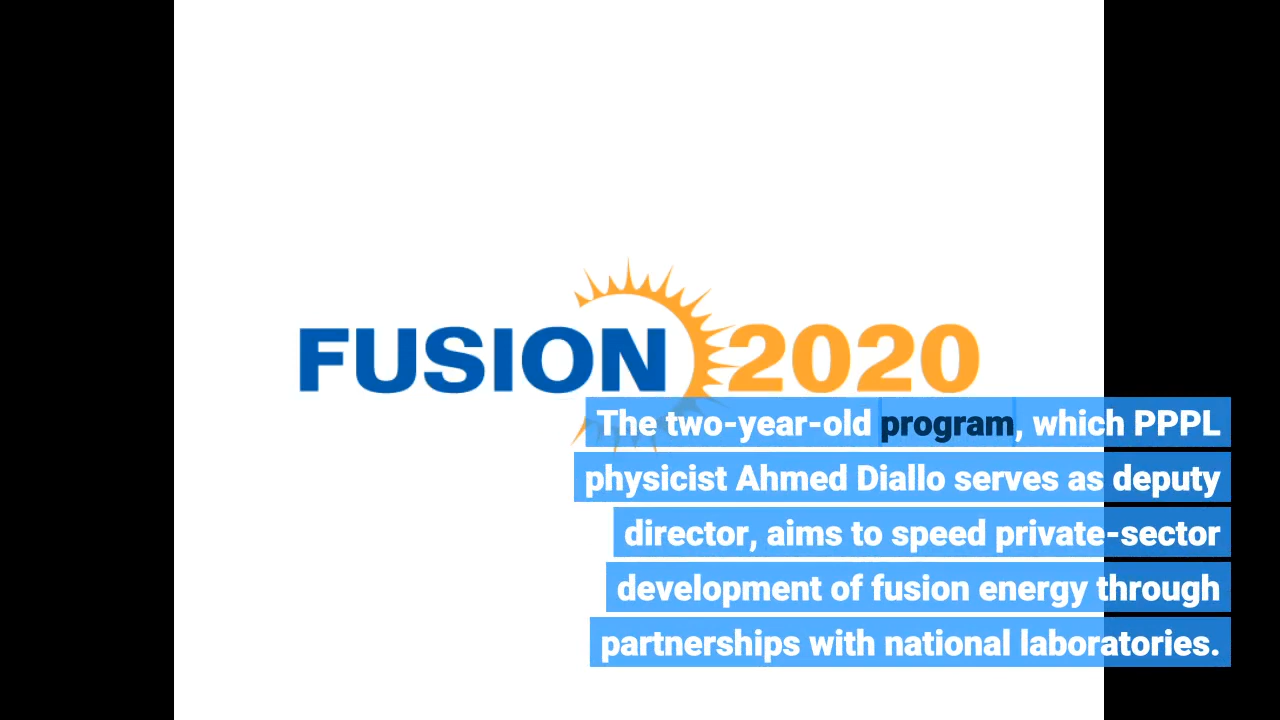 FUSION 2020
The two-year-old program, which PPPL
physicist Ahmed Diallo serves as deputy
director, aims to speed private-sector
development of fusion energy through
partnerships with national laboratories.